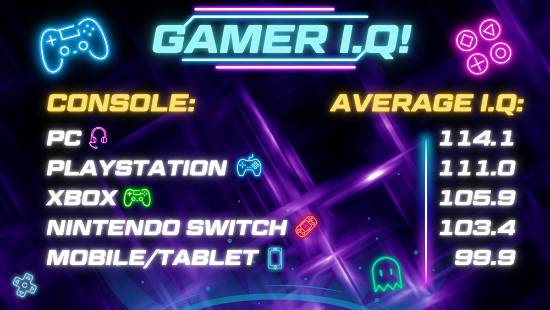 GAMER I.Q!
CONSOLE: AVERAGE I.Q:
PC 114.1
PLAYSTATION 111.0
XBOX 105.9
NINTENDO SWITCH 103.4
MOBILE/TABLET 99.9